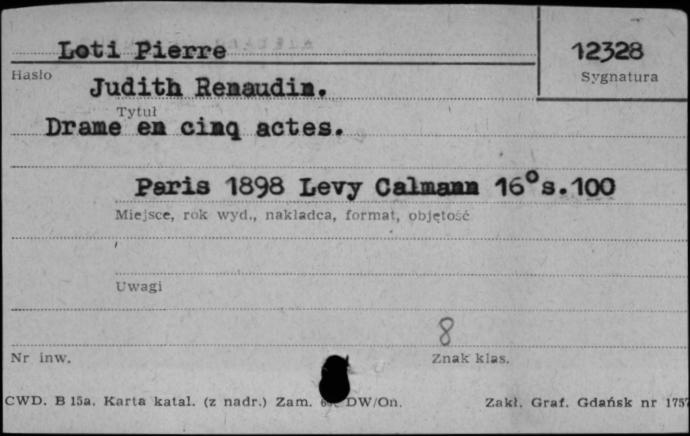 Loti Pierre
12328
Hasło
Sygnatura
Judith Renaudin.
Tytuł
Drame en cinq actes.
Paris 1898 Levy Calmann 16° s.100
Miejsce, rok wyd., nakładca, format, objętość
Uwagi
8
Nr inw.
Znak klas.
CWD. B 15a. Karta katal. (z nadr.) Zam. DW/On.
Zakł. Graf. Gdańsk nr 1757